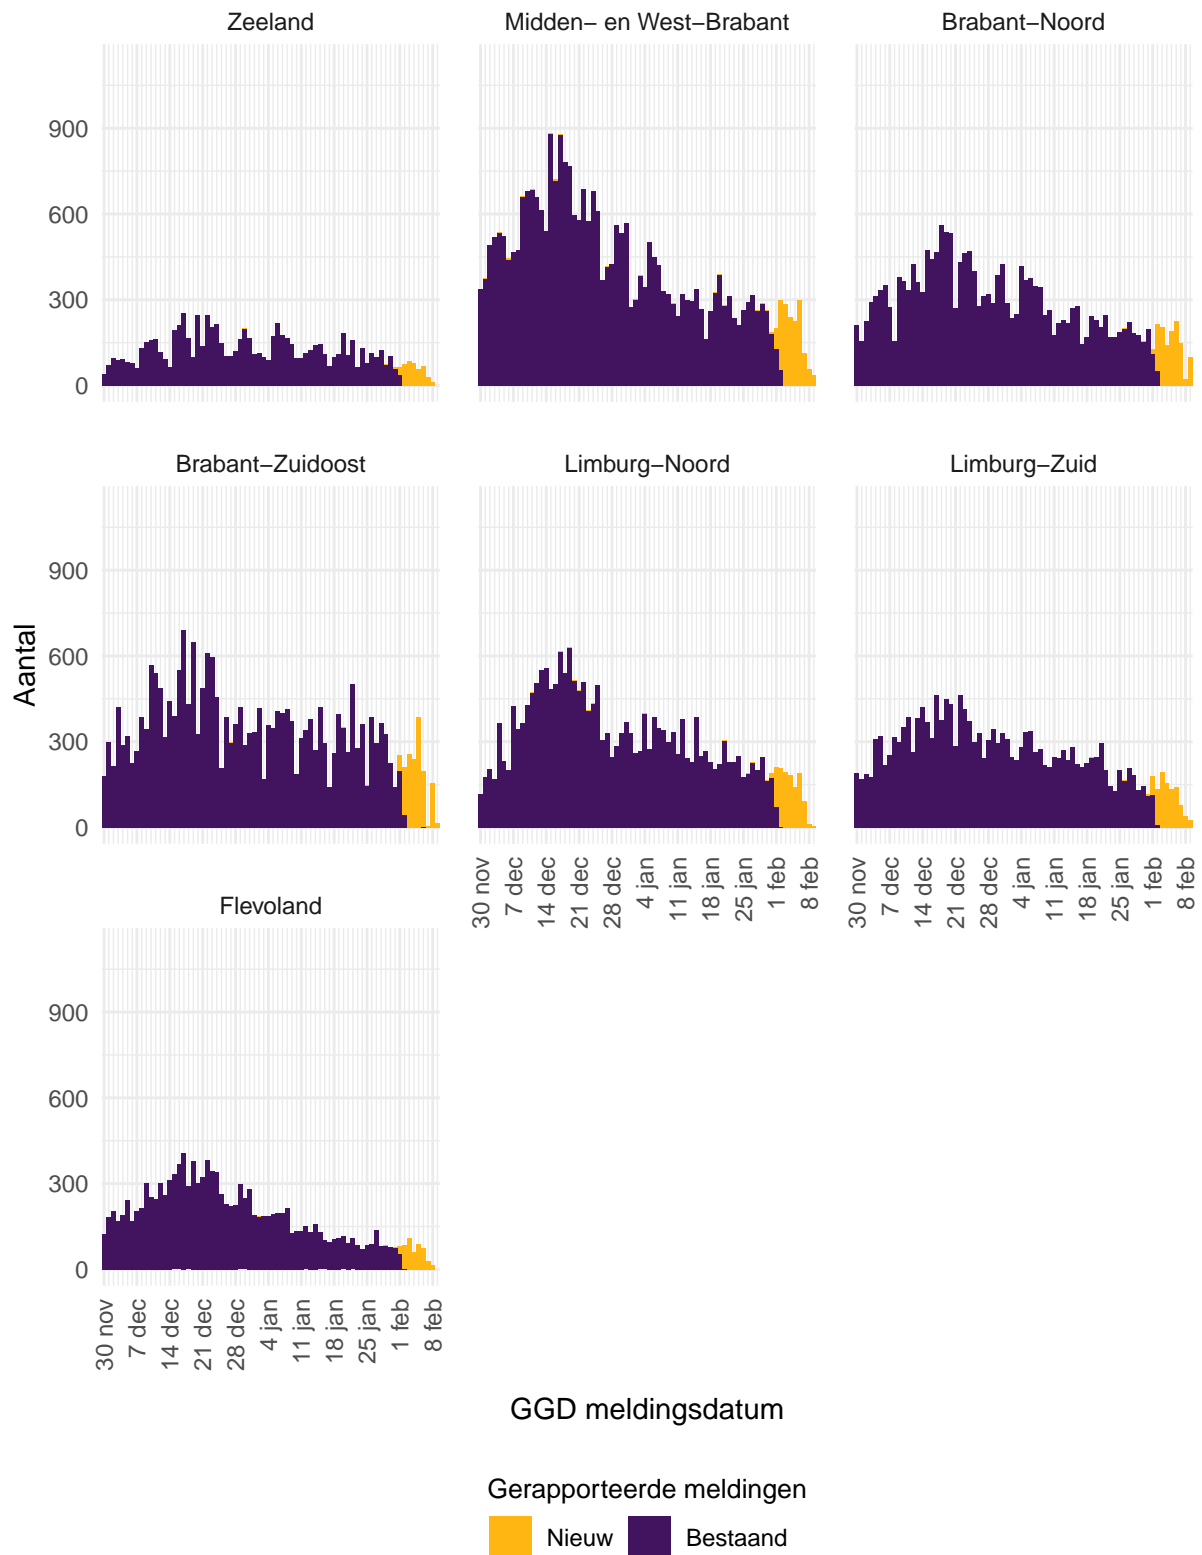 Zeeland
Midden– en West–Brabant
Brabant–Noord
900
600
300
0
Brabant–Zuidoost
Limburg–Noord
Limburg–Zuid
Aantal
900
600
300
0
30 nov
7 dec
14 dec
21 dec
28 dec
4 jan
11 jan
18 jan
25 jan
1 feb
8 feb
30 nov
7 dec
14 dec
21 dec
28 dec
4 jan
11 jan
18 jan
25 jan
1 feb
8 feb
Flevoland
900
600
300
0
30 nov
7 dec
14 dec
21 dec
28 dec
4 jan
11 jan
18 jan
25 jan
1 feb
8 feb
GGD meldingsdatum
Gerapporteerde meldingen
Nieuw
Bestaand